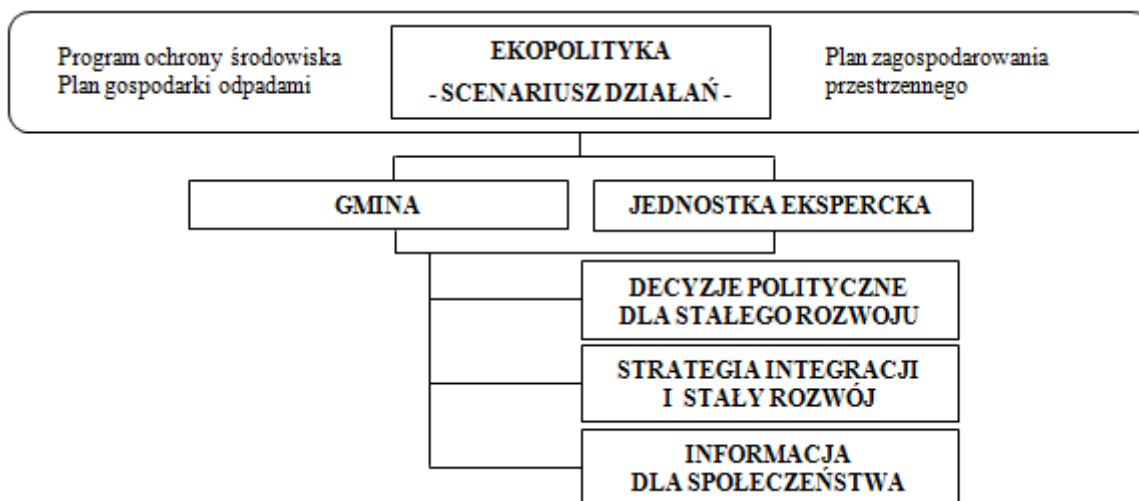 Program ochrony środowiska
Plan gospodarki odpadami
EKOPOLITYKA
- SCENARIUSZ DZIAŁAŃ -
Plan zagospodarowania
przestrzennego
GMINA
JEDNOSTKA EKSPERCKA
DECYZJE POLITYCZNE
DLA STAŁEGO ROZWOJU
STRATEGIA INTEGRACJI
I STAŁY ROZWÓJ
INFORMACJA
DLA SPOŁECZEŃSTWA